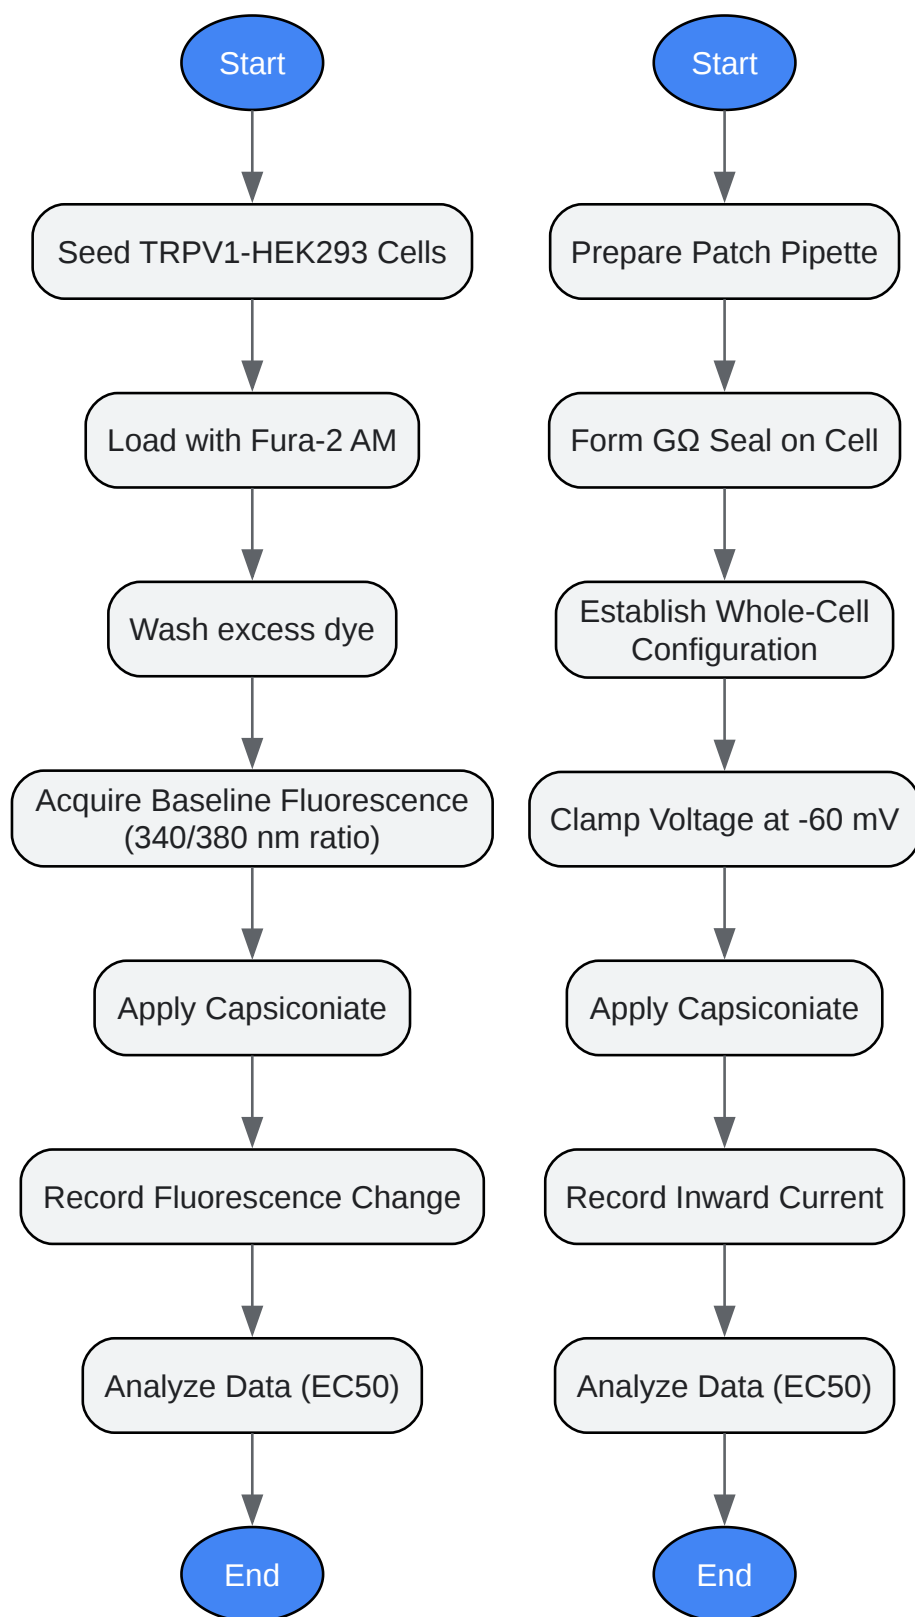 Start
Seed TRPV1-HEK293 Cells
Load with Fura-2 AM
Wash excess dye
Acquire Baseline Fluorescence
(340/380 nm ratio)
Apply Capsiconiate
Record Fluorescence Change
Analyze Data (EC50)
End
Start
Prepare Patch Pipette
Form GΩ Seal on Cell
Establish Whole-Cell
Configuration
Clamp Voltage at -60 mV
Apply Capsiconiate
Record Inward Current
Analyze Data (EC50)
End